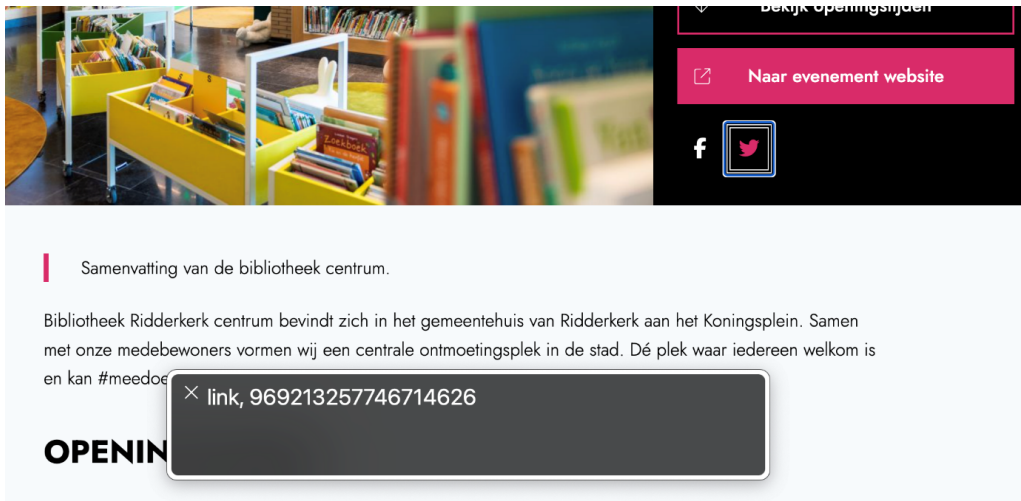 Bekijk openingstijden
Naar evenement website
Zoekboek
Samenvatting van de bibliotheek centrum.
Bibliotheek Ridderkerk centrum bevindt zich in het gemeentehuis van Ridderkerk aan het Koningsplein. Samen
met onze medebewoners vormen wij een centrale ontmoetingsplek in de stad. Dé plek waar iedereen welkom is
en kan #meedoe
link, 969213257746714626
OPENIN